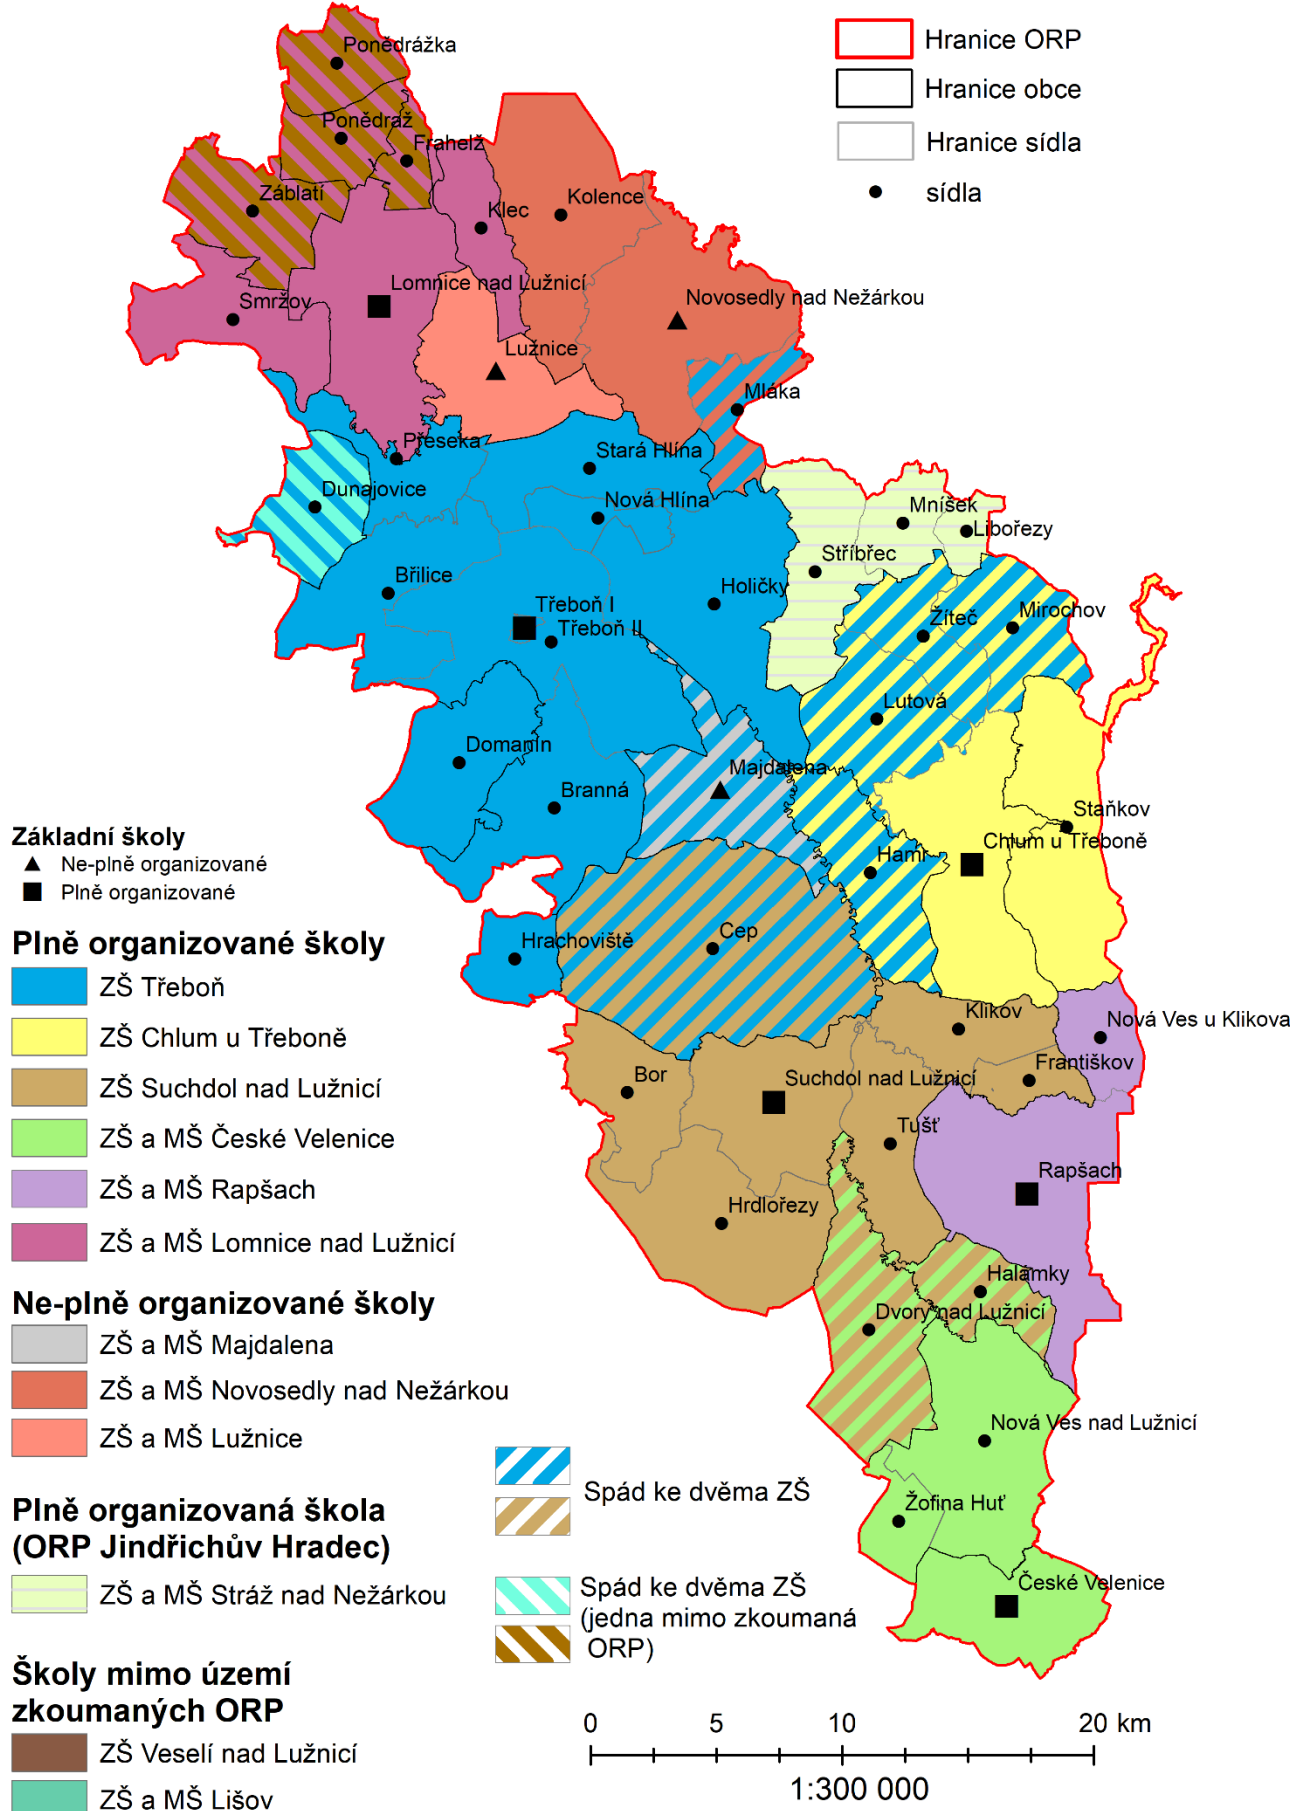 Hranice ORP
Hranice obce
Hranice sídla
sídla
Ponědrážka
Ponědraž
Frahelž
Záblatí
Klec
Kolence
Lomnice nad Lužnicí
Smržov
Novosedly nad Nežárkou
Lužnice
Mláka
Přeseka
Stará Hlína
Dunajovice
Nová Hlína
Mníšek
Libořezy
Stříbřec
Břilice
Holičky
Třeboň I
Třeboň II
Žíteč
Mirochov
Lutová
Domanín
Majdalena
Branná
Staňkov
Chlum u Třeboně
Hamr
Hrachoviště
Cep
Klikov
Nová Ves u Klikova
Františkov
Bor
Suchdol nad Lužnicí
Tušť
Rapšach
Hrdlořezy
Halámky
Dvory nad Lužnicí
Nová Ves nad Lužnicí
Žofina Huť
České Velenice
Základní školy
Ne-plně organizované
Plně organizované
Plně organizované školy
ZŠ Třeboň
ZŠ Chlum u Třeboně
ZŠ Suchdol nad Lužnicí
ZŠ a MŠ České Velenice
ZŠ a MŠ Rapšach
ZŠ a MŠ Lomnice nad Lužnicí
Ne-plně organizované školy
ZŠ a MŠ Majdalena
ZŠ a MŠ Novosedly nad Nežárkou
ZŠ a MŠ Lužnice
Plně organizovaná škola
(ORP Jindřichův Hradec)
ZŠ a MŠ Stráž nad Nežárkou
Školy mimo území
zkoumaných ORP
ZŠ Veselí nad Lužnicí
ZŠ a MŠ Lišov
Spád ke dvěma ZŠ
Spád ke dvěma ZŠ
(jedna mimo zkoumaná
ORP)
0 5 10 20 km
1:300 000